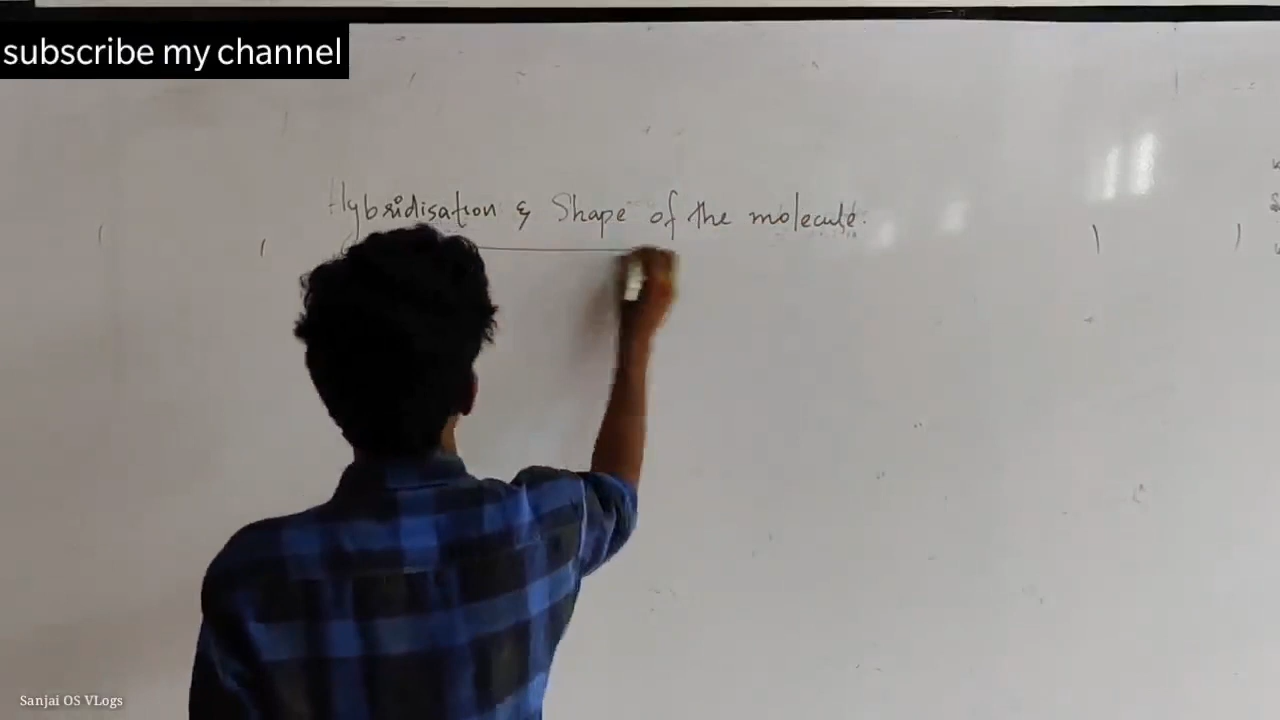 subscribe my channel
Hybridisation & Shape of the molecule.
Sanjai OS VLogs